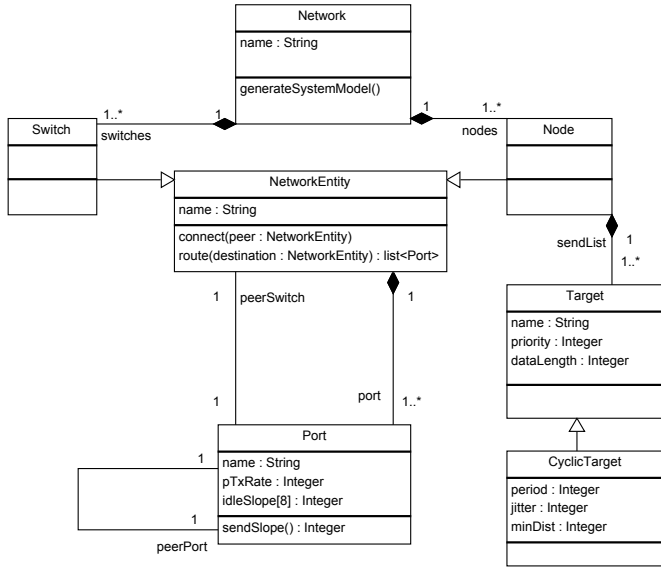 Network
name : String
generateSystemModel()
1..*
1
1
1..*
switches
nodes
Switch
Node
NetworkEntity
name : String
connect(peer : NetworkEntity)
route(destination : NetworkEntity) : list<Port>
sendList
1
1..*
1
peerSwitch
1
Target
name : String
priority : Integer
dataLength : Integer
port
1
1..*
Port
name : String
pTxRate : Integer
idleSlope[8] : Integer
sendSlope() : Integer
1
1
peerPort
CyclicTarget
period : Integer
jitter : Integer
minDist : Integer